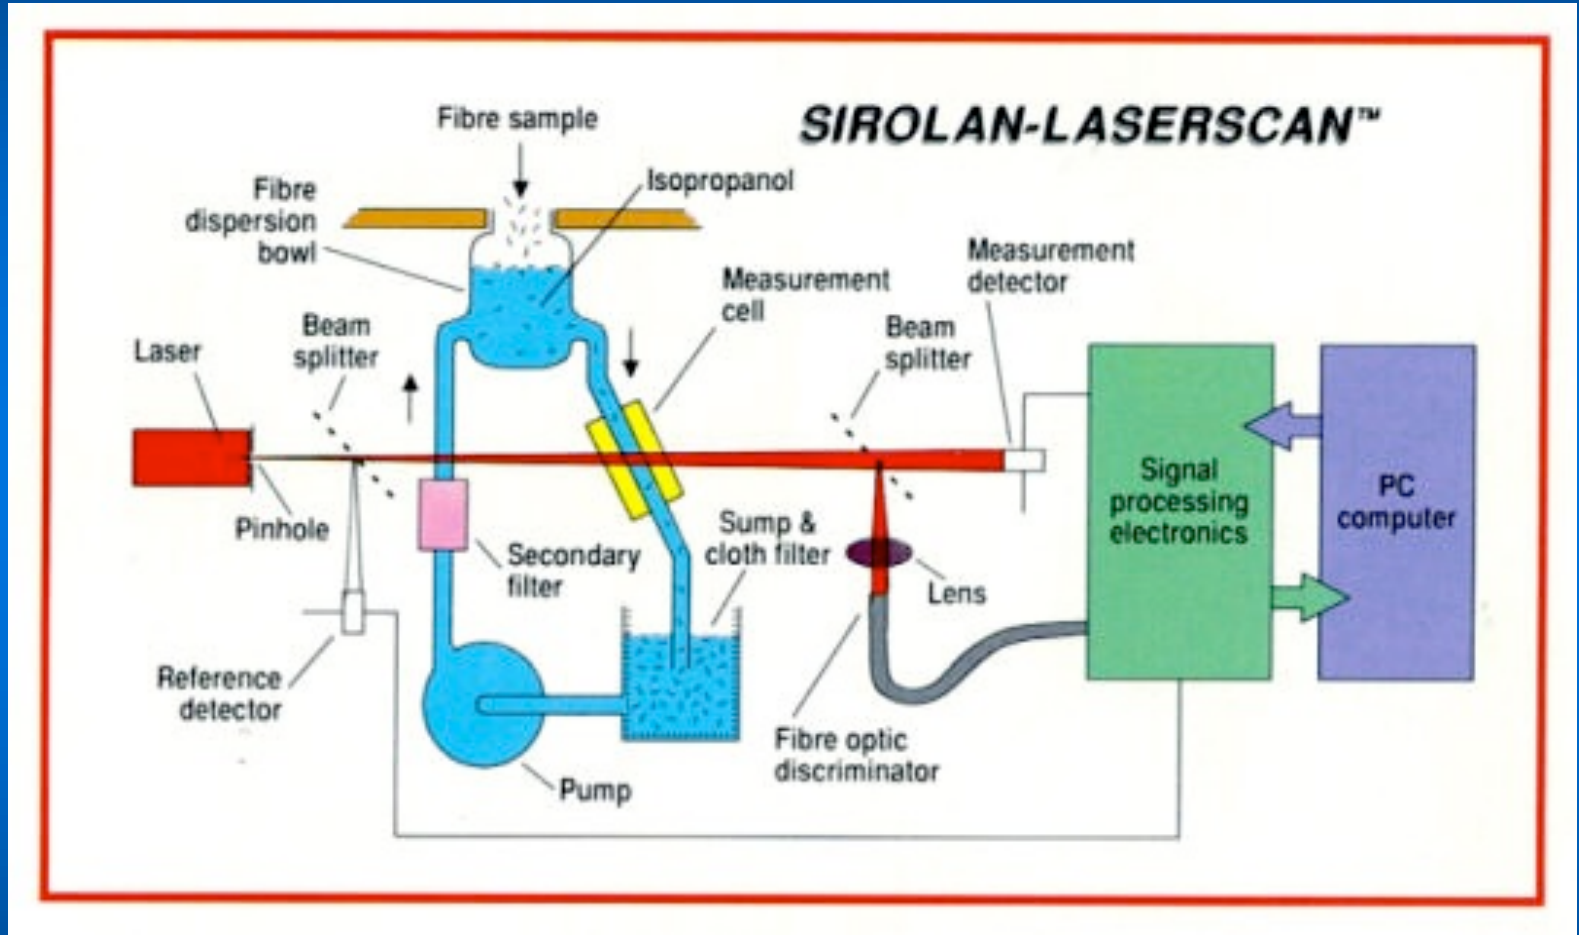 SIROLAN-LASERSCAN™
Fibre sample
Isopropanol
Fibre
dispersion
bowl
Measurement
detector
Measurement
cell
Beam
splitter
Beam
splitter
Laser
Pinhole
Secondary
filter
Sump &
cloth filter
Lens
Signal
processing
electronics
PC
computer
Reference
detector
Pump
Fibre optic
discriminator